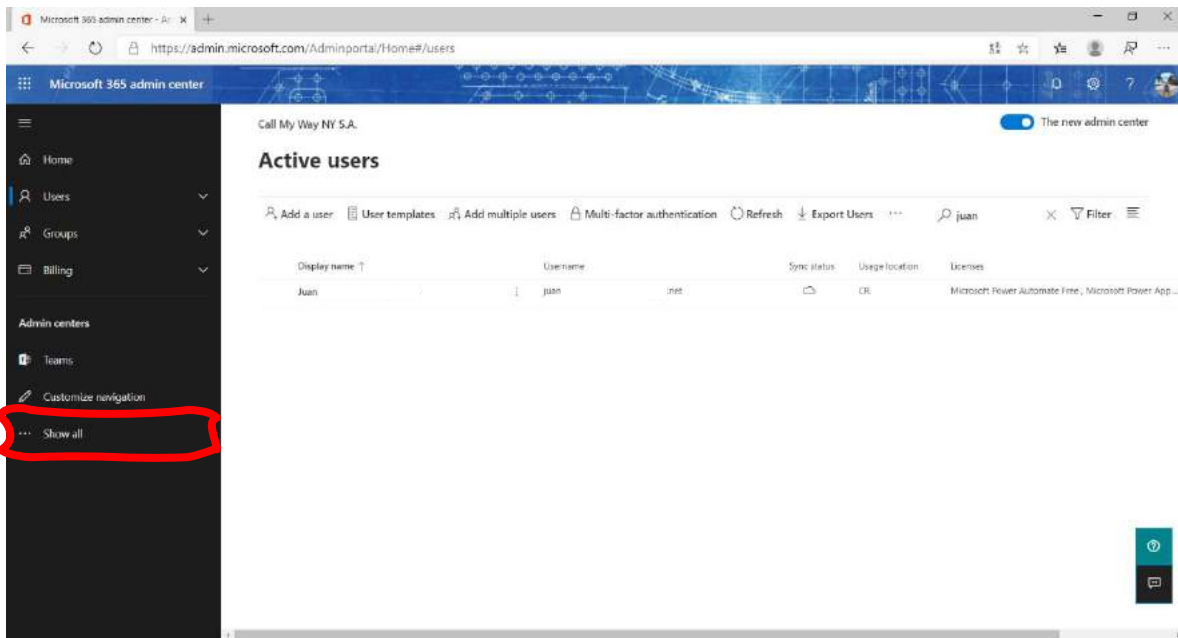 Microsoft 365 admin center - Ac
https://admin.microsoft.com/Adminportal/Home#/users
Microsoft 365 admin center
Call My Way NY S.A.
The new admin center
Home
Active users
Users
Add a user User templates Add multiple users Multi-factor authentication Refresh Export Users ... juan Filter
Groups
Billing
Display name ↑ Username Sync status Usage location Licenses
Juan juan .net CR Microsoft Power Automate Free , Microsoft Power App...
Admin centers
Teams
Customize navigation
... Show all